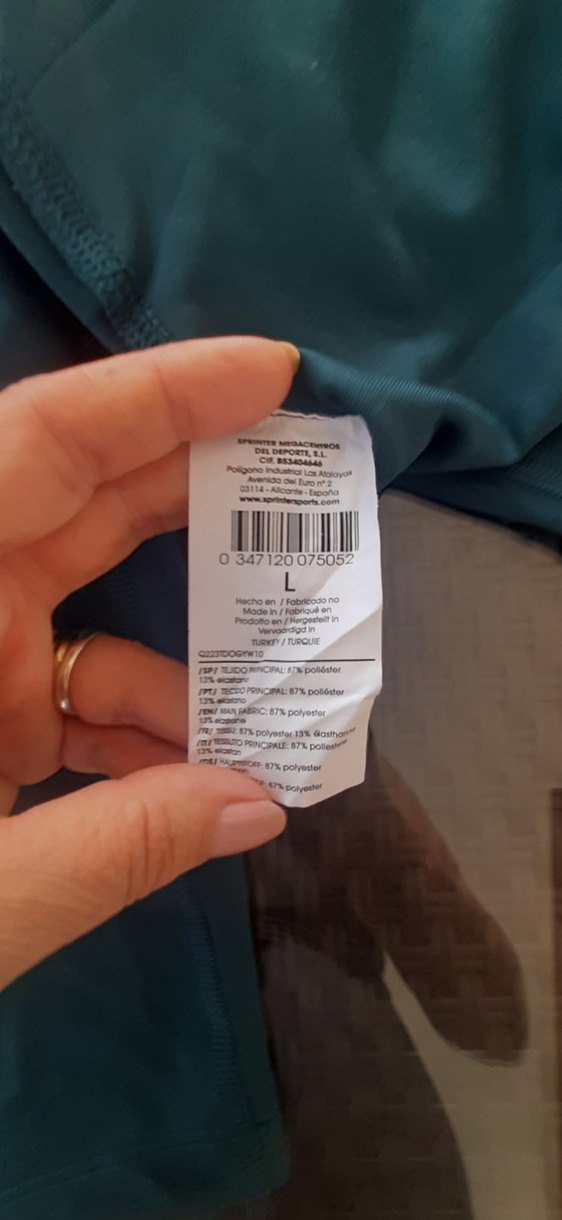 SPRINTER MEGACENTROS
DEL DEPORTE, S.L.
CIF. B53404646
Polígono Industrial Las Atalayas
Avenida del Euro nº 2
03114 - Alicante - España
www.sprintersports.com
0 347120 075052
L
Hecho en / Fabricado no
Made in / Fabriqué en
Prodotto en / Hergestellt in
Vervaardigd in
TURKEY / TURQUIE
Q223TDOGYW10
/SP/ TEJIDO PRINCIPAL: 87% poliéster
13% elastano
/PT/ TECIDO PRINCIPAL: 87% poliéster
13% elastano
/EN/ MAIN FABRIC: 87% polyester
13% elastane
/FR/ TISSU: 87% polyester 13% élasthanne
/IT/ TESSUTO PRINCIPALE: 87% poliestere
13% elastan
/DE/ HAUPTSTOFF: 87% polyester
87% polyester